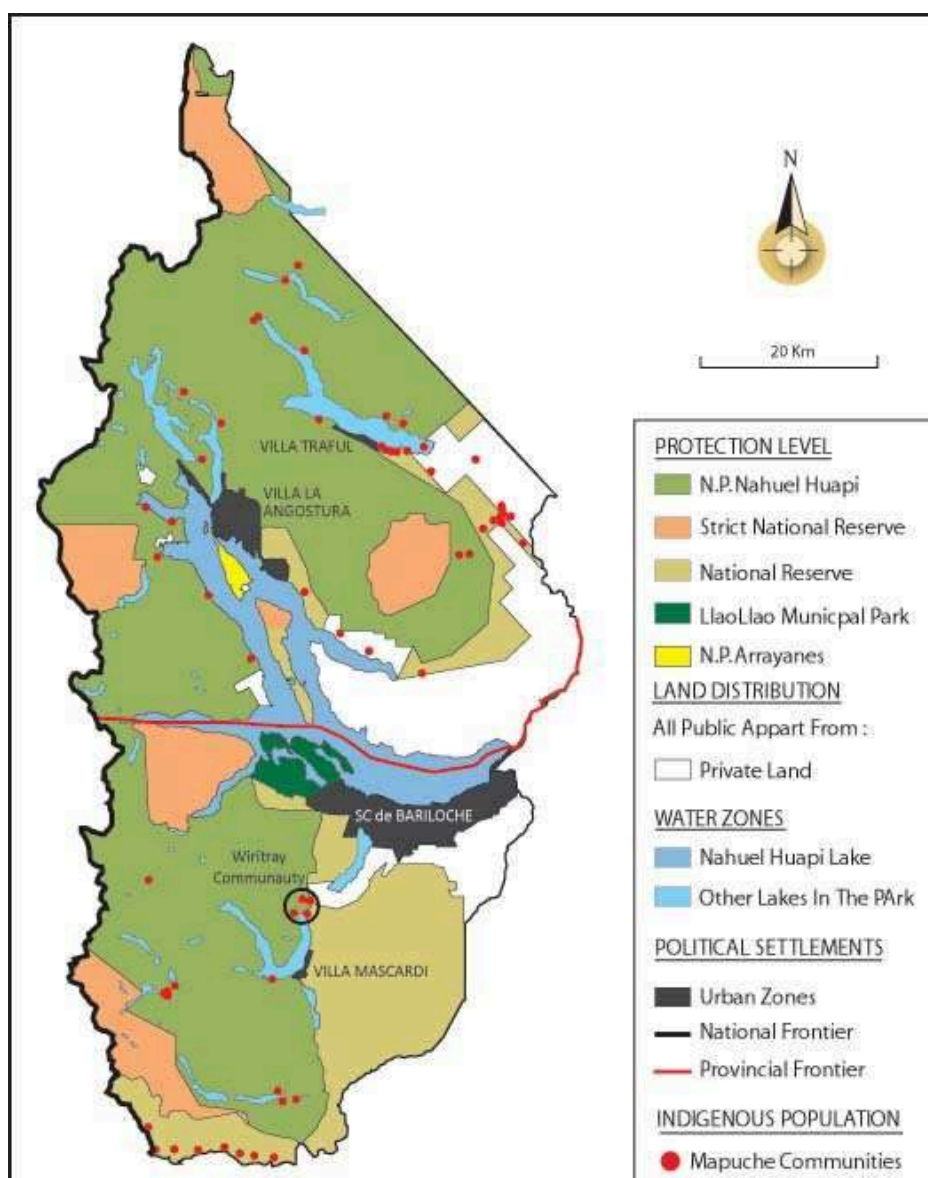 N
20 Km
VILLA TRAFUL
VILLA LA
ANGOSTURA
SC de BARILOCHE
Wiritray
Communauty
VILLA MASCARDI
PROTECTION LEVEL
N.P.Nahuel Huapi
Strict National Reserve
National Reserve
LlaoLlao Municpal Park
N.P.Arrayanes
LAND DISTRIBUTION
All Public Appart From :
Private Land
WATER ZONES
Nahuel Huapi Lake
Other Lakes In The PArk
POLITICAL SETTLEMENTS
Urban Zones
National Frontier
Provincial Frontier
INDIGENOUS POPULATION
Mapuche Communities